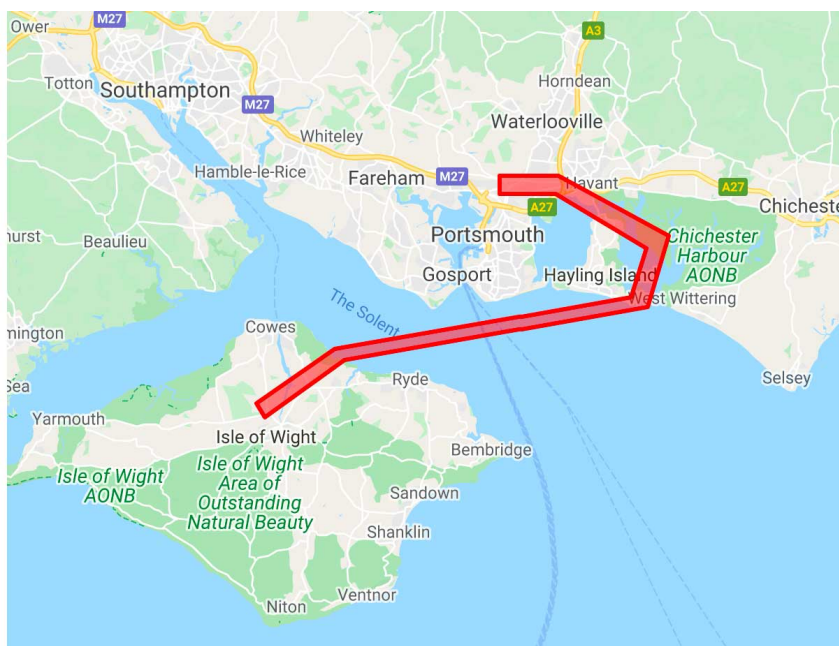 Ower
M27
A3
Totton
Southampton
Horndean
M27
Waterlooville
Whiteley
Hamble-le-Rice
Fareham
M27
Havant
A27
A27
Chichester
Portsmouth
hurst
Beaulieu
Chichester
Harbour
AONB
Gosport
Hayling Island
West Wittering
The Solent
mington
Cowes
Sea
Ryde
Selsey
Yarmouth
Isle of Wight
Bembridge
Isle of Wight
AONB
Isle of Wight
Area of
Outstanding
Natural Beauty
Sandown
Shanklin
Ventnor
Niton